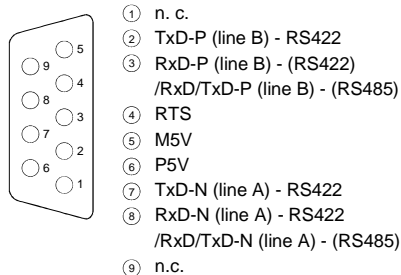 5
9
4
8
3
7
2
6
1
1 n. c.
2 TxD-P (line B) - RS422
3 RxD-P (line B) - (RS422)
/RxD/TxD-P (line B) - (RS485)
4 RTS
5 M5V
6 P5V
7 TxD-N (line A) - RS422
8 RxD-N (line A) - RS422
/RxD/TxD-N (line A) - (RS485)
9 n.c.